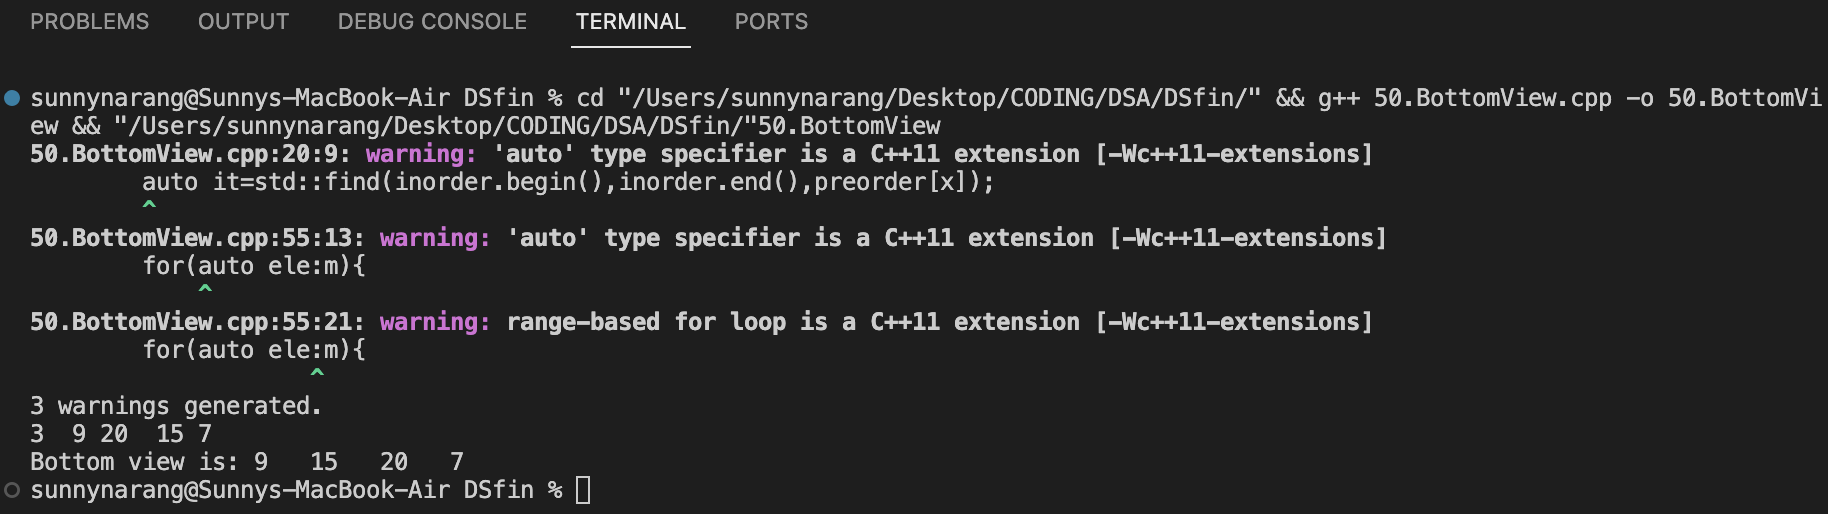 PROBLEMS OUTPUT DEBUG CONSOLE TERMINAL PORTS
sunnynarang@Sunnys-MacBook-Air DSfin % cd "/Users/sunnynarang/Desktop/CODING/DSA/DSfin/" && g++ 50.BottomView.cpp -o 50.BottomVi
ew && "/Users/sunnynarang/Desktop/CODING/DSA/DSfin/"50.BottomView
50.BottomView.cpp:20:9: warning: 'auto' type specifier is a C++11 extension [-Wc++11-extensions]
        auto it=std::find(inorder.begin(),inorder.end(),preorder[x]);
        ^
50.BottomView.cpp:55:13: warning: 'auto' type specifier is a C++11 extension [-Wc++11-extensions]
        for(auto ele:m){
            ^
50.BottomView.cpp:55:21: warning: range-based for loop is a C++11 extension [-Wc++11-extensions]
        for(auto ele:m){
                    ^
3 warnings generated.
3  9 20  15 7
Bottom view is: 9   15   20   7
sunnynarang@Sunnys-MacBook-Air DSfin %